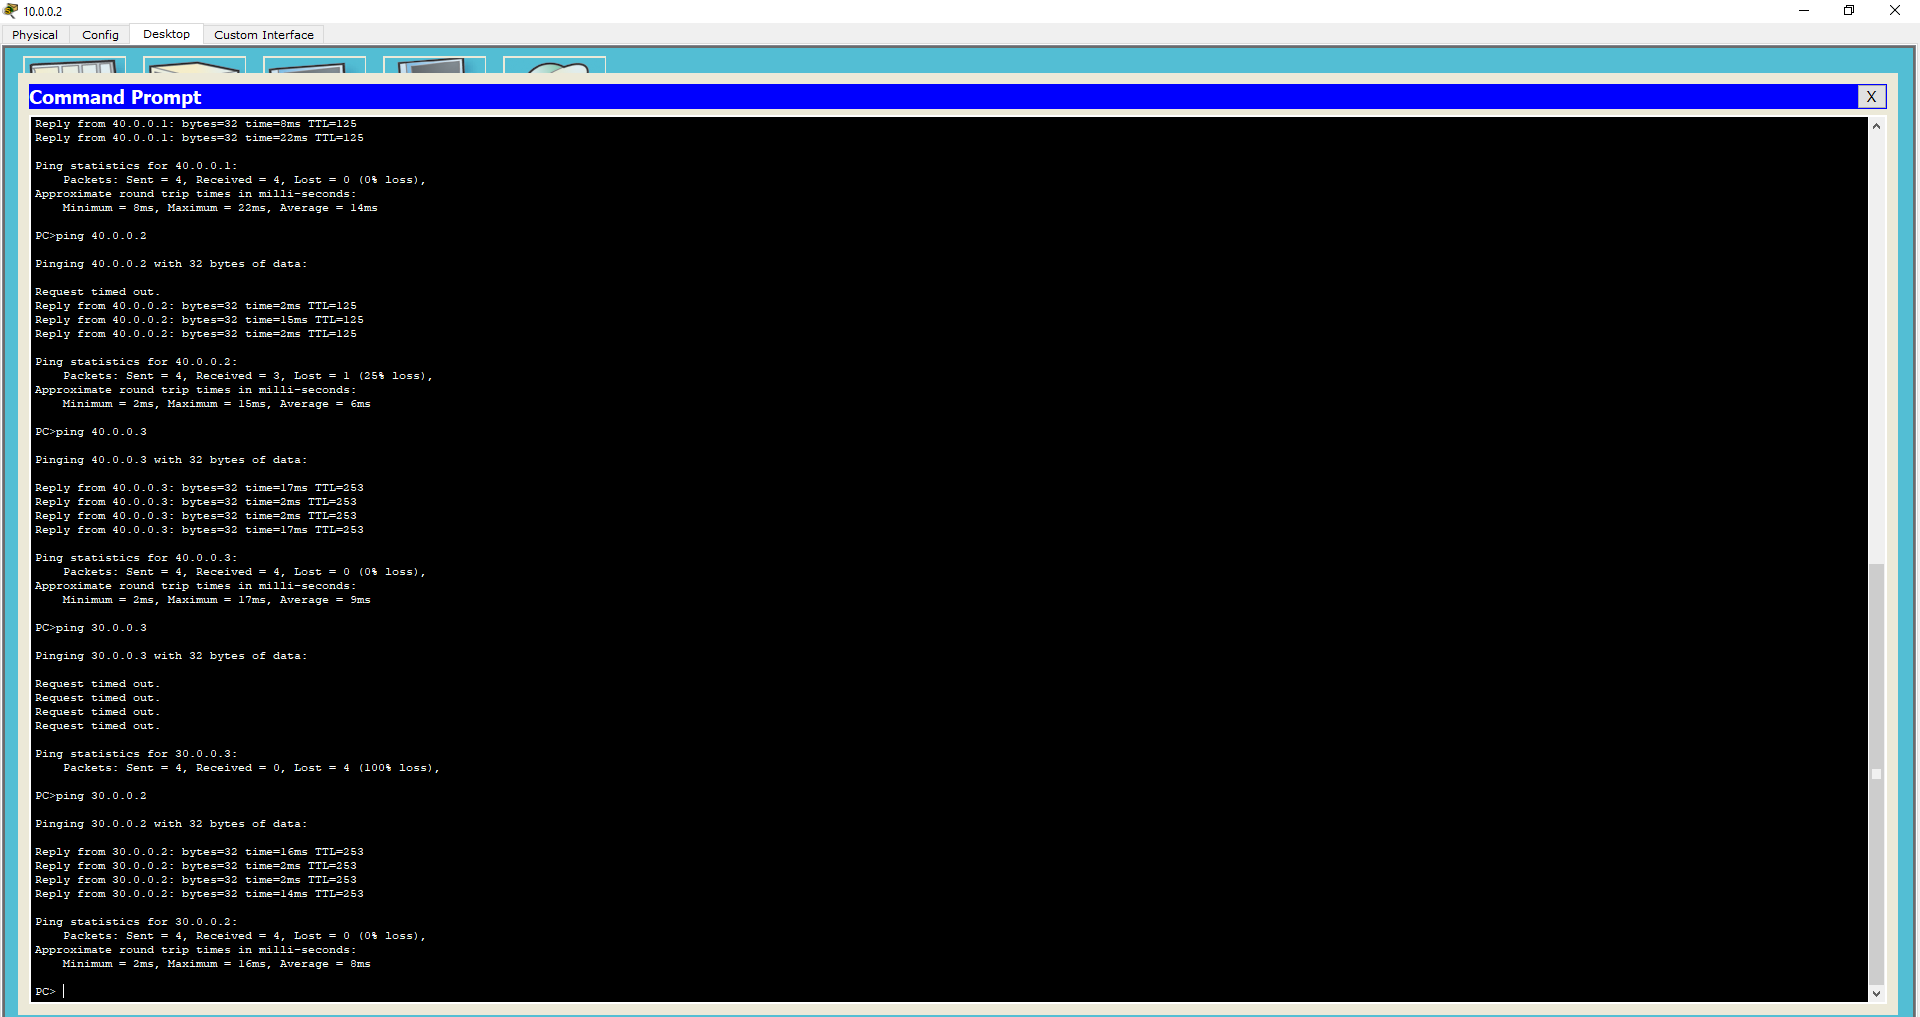 10.0.0.2
Physical Config Desktop Custom Interface
Command Prompt X
Reply from 40.0.0.1: bytes=32 time=8ms TTL=125
Reply from 40.0.0.1: bytes=32 time=22ms TTL=125
Ping statistics for 40.0.0.1:
Packets: Sent = 4, Received = 4, Lost = 0 (0% loss),
Approximate round trip times in milli-seconds:
Minimum = 8ms, Maximum = 22ms, Average = 14ms
PC>ping 40.0.0.2
Pinging 40.0.0.2 with 32 bytes of data:
Request timed out.
Reply from 40.0.0.2: bytes=32 time=2ms TTL=125
Reply from 40.0.0.2: bytes=32 time=15ms TTL=125
Reply from 40.0.0.2: bytes=32 time=2ms TTL=125
Ping statistics for 40.0.0.2:
Packets: Sent = 4, Received = 3, Lost = 1 (25% loss),
Approximate round trip times in milli-seconds:
Minimum = 2ms, Maximum = 15ms, Average = 6ms
PC>ping 40.0.0.3
Pinging 40.0.0.3 with 32 bytes of data:
Reply from 40.0.0.3: bytes=32 time=17ms TTL=253
Reply from 40.0.0.3: bytes=32 time=2ms TTL=253
Reply from 40.0.0.3: bytes=32 time=2ms TTL=253
Reply from 40.0.0.3: bytes=32 time=17ms TTL=253
Ping statistics for 40.0.0.3:
Packets: Sent = 4, Received = 4, Lost = 0 (0% loss),
Approximate round trip times in milli-seconds:
Minimum = 2ms, Maximum = 17ms, Average = 9ms
PC>ping 30.0.0.3
Pinging 30.0.0.3 with 32 bytes of data:
Request timed out.
Request timed out.
Request timed out.
Request timed out.
Ping statistics for 30.0.0.3:
Packets: Sent = 4, Received = 0, Lost = 4 (100% loss),
PC>ping 30.0.0.2
Pinging 30.0.0.2 with 32 bytes of data:
Reply from 30.0.0.2: bytes=32 time=16ms TTL=253
Reply from 30.0.0.2: bytes=32 time=2ms TTL=253
Reply from 30.0.0.2: bytes=32 time=2ms TTL=253
Reply from 30.0.0.2: bytes=32 time=14ms TTL=253
Ping statistics for 30.0.0.2:
Packets: Sent = 4, Received = 4, Lost = 0 (0% loss),
Approximate round trip times in milli-seconds:
Minimum = 2ms, Maximum = 16ms, Average = 8ms
PC>